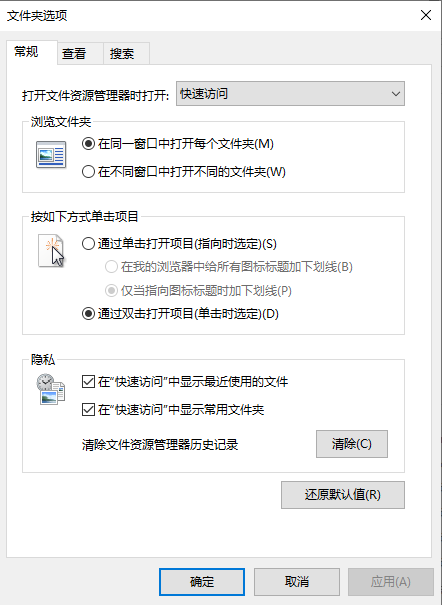 文件夹选项
常规 查看 搜索
打开文件资源管理器时打开: 快速访问
浏览文件夹
在同一窗口中打开每个文件夹(M)
在不同窗口中打开不同的文件夹(W)
按如下方式单击项目
通过单击打开项目(指向时选定)(S)
在我的浏览器中给所有图标标题加下划线(B)
仅当指向图标标题时加下划线(P)
通过双击打开项目(单击时选定)(D)
隐私
在"快速访问"中显示最近使用的文件
在"快速访问"中显示常用文件夹
清除文件资源管理器历史记录 清除(C)
还原默认值(R)
确定 取消 应用(A)